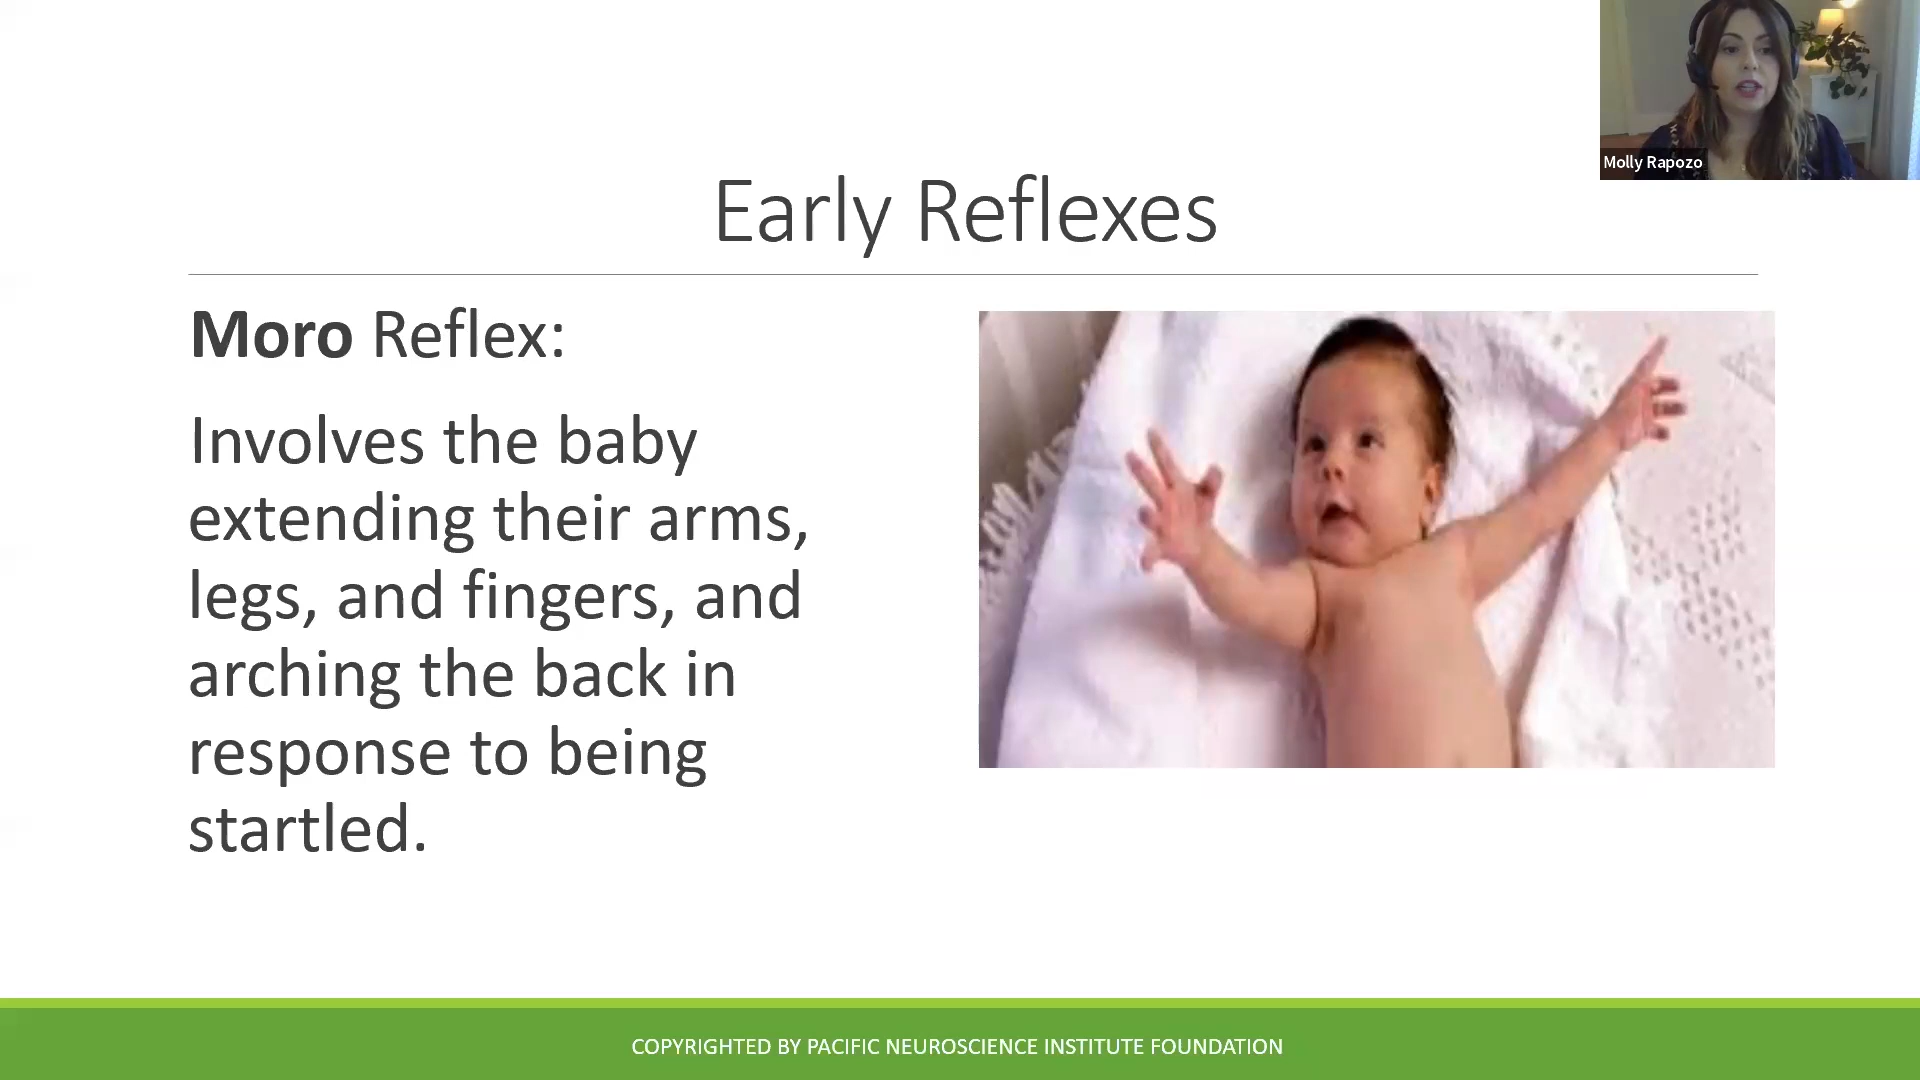 Molly Rapozo
Early Reflexes
Moro Reflex:
Involves the baby
extending their arms,
legs, and fingers, and
arching the back in
response to being
startled.
COPYRIGHTED BY PACIFIC NEUROSCIENCE INSTITUTE FOUNDATION